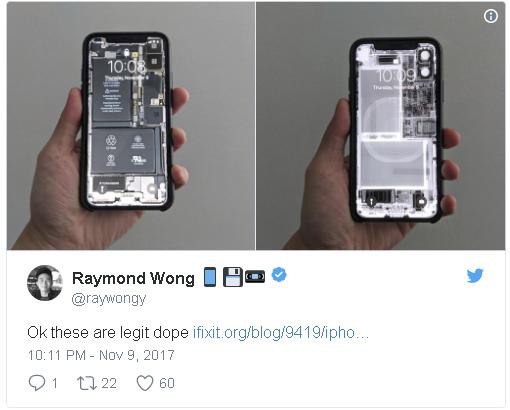 10:08
Thursday, November 9
10:09
Thursday, November 9
Raymond Wong
@raywongy
Ok these are legit dope ifixit.org/blog/9419/ipho…
10:11 PM - Nov 9, 2017
1 22 60